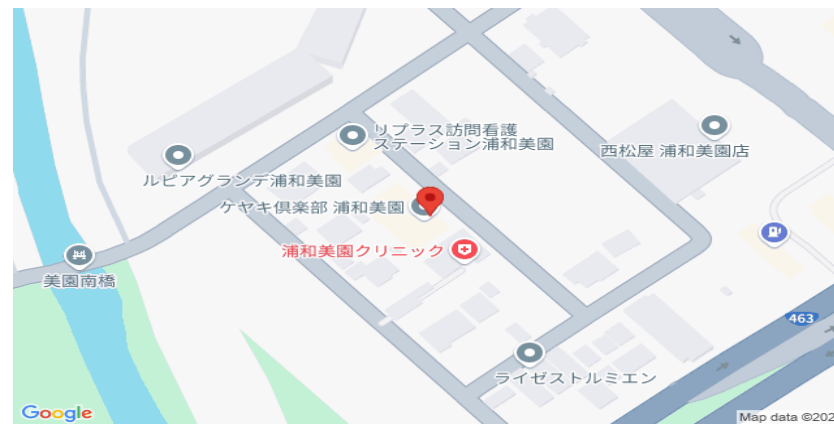 リプラス訪問看護
ステーション浦和美園
西松屋 浦和美園店
ルピアグランデ浦和美園
ケヤキ倶楽部 浦和美園
浦和美園クリニック
美園南橋
463
ライゼストルミエン
Google
Map data ©202